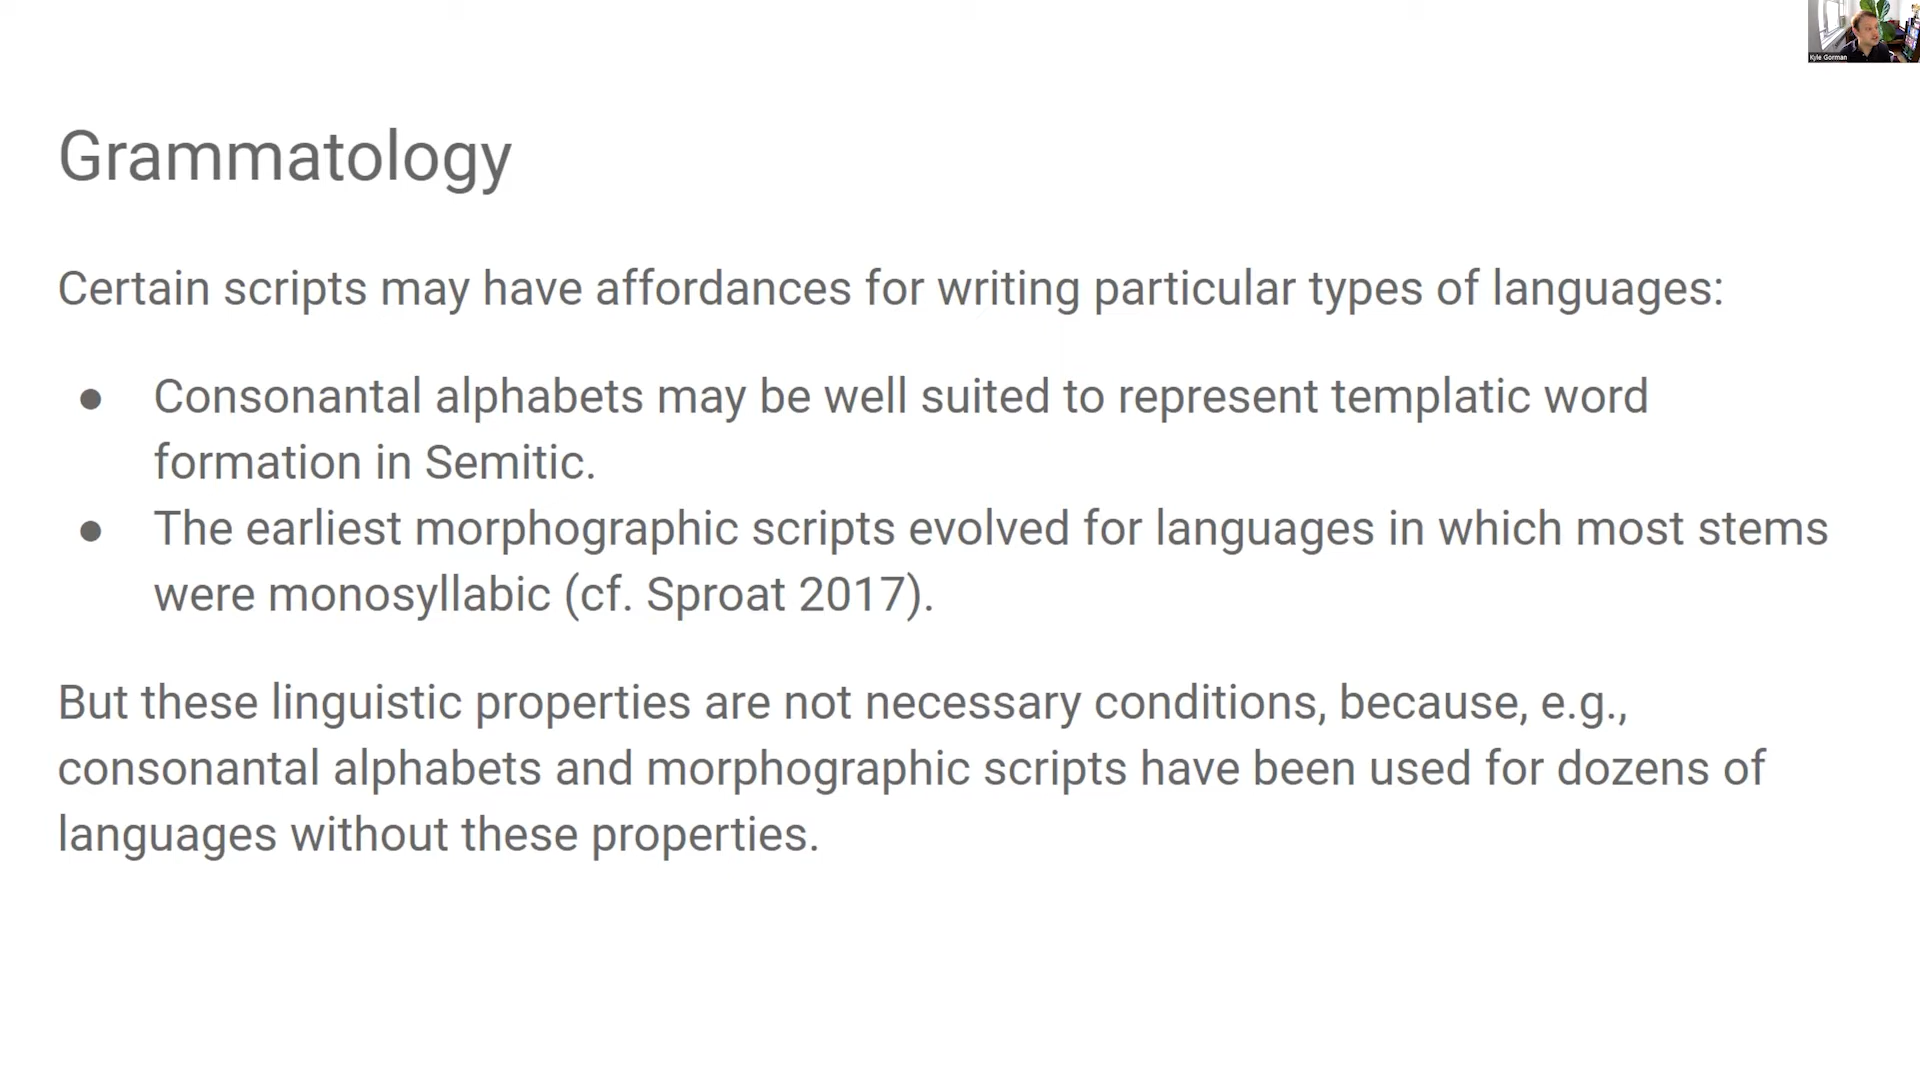 Kyle Gorman
Grammatology
Certain scripts may have affordances for writing particular types of languages:
● Consonantal alphabets may be well suited to represent templatic word
formation in Semitic.
● The earliest morphographic scripts evolved for languages in which most stems
were monosyllabic (cf. Sproat 2017).
But these linguistic properties are not necessary conditions, because, e.g.,
consonantal alphabets and morphographic scripts have been used for dozens of
languages without these properties.